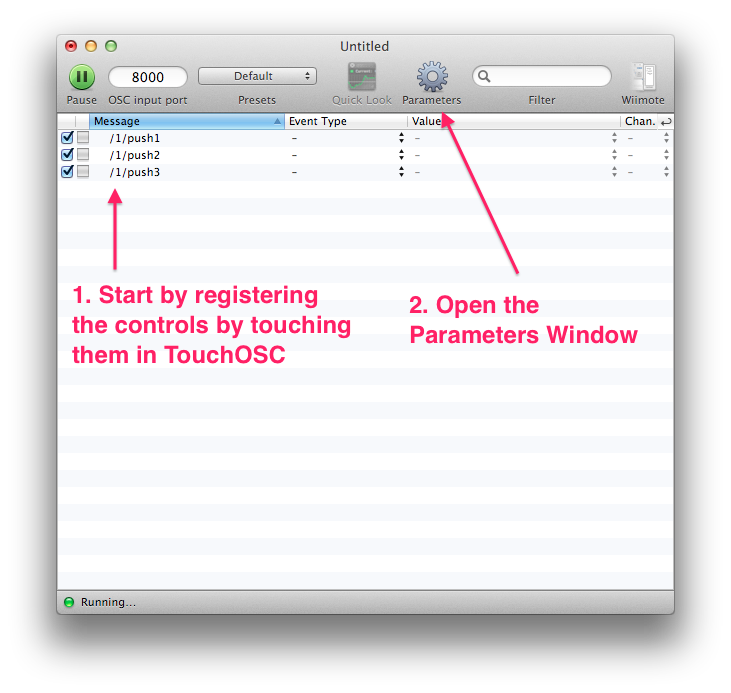 Untitled
8000
Default
Pause
OSC input port
Presets
Quick Look
Parameters
Filter
Wiimote
Message
Event Type
Value
Chan.
/1/push1
–
–
–
/1/push2
–
–
–
/1/push3
–
–
–
1. Start by registering
the controls by touching
them in TouchOSC
2. Open the
Parameters Window
Running...